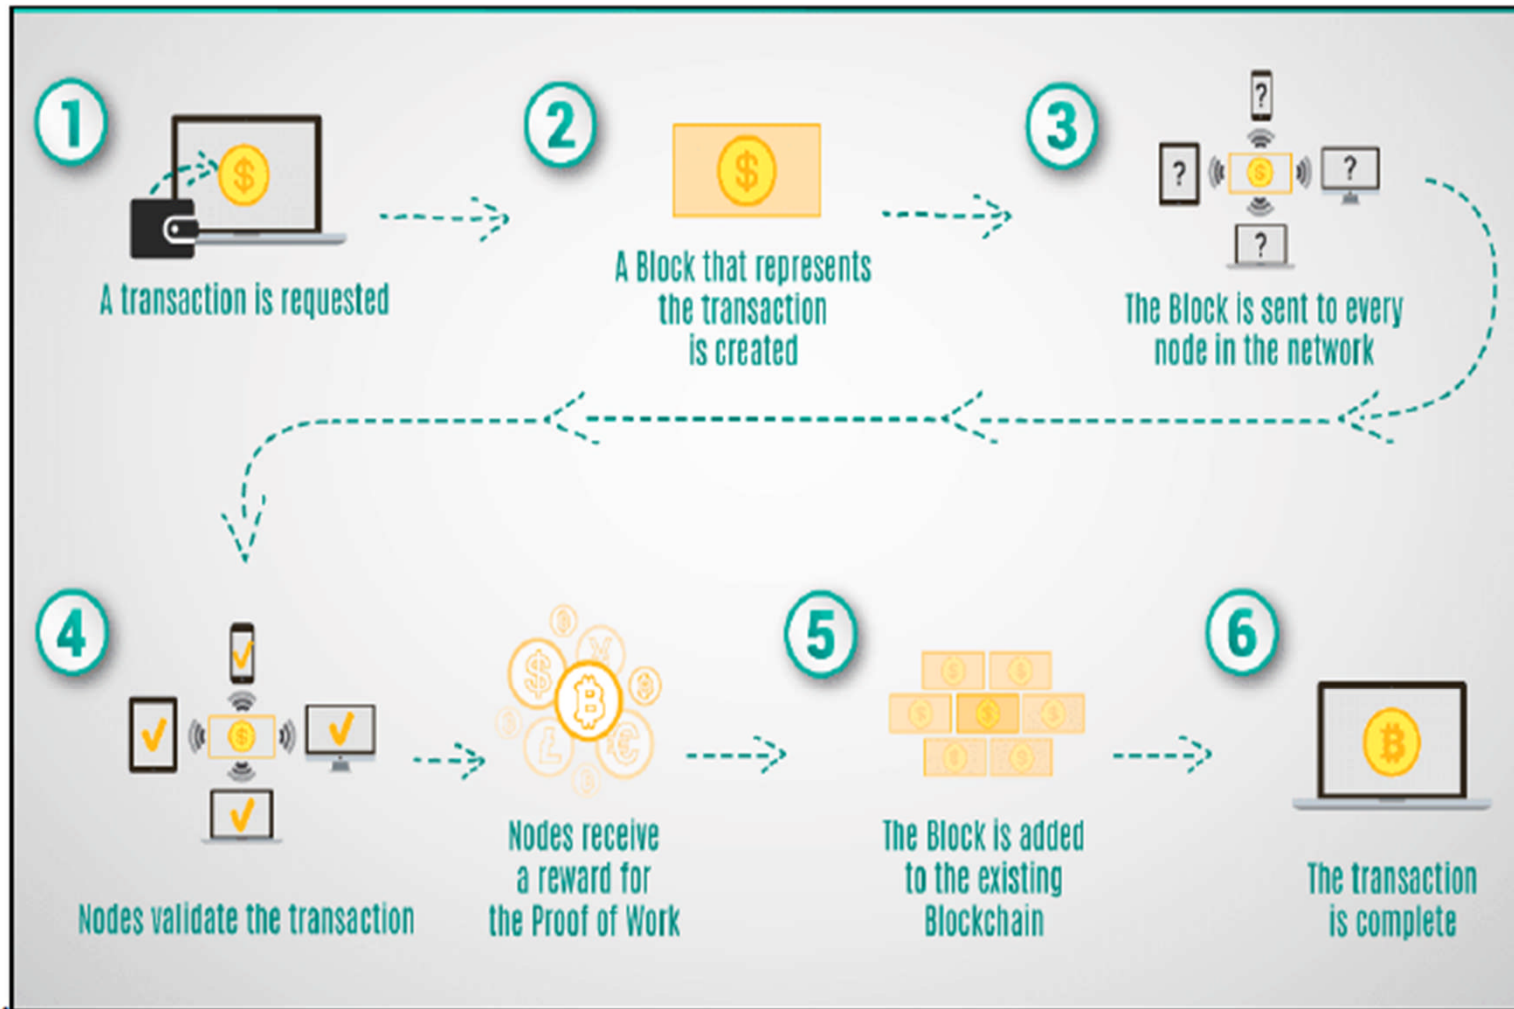 1
A transaction is requested
2
A Block that represents
the transaction
is created
3
?
?
?
?
The Block is sent to every
node in the network
4
Nodes validate the transaction
Nodes receive
a reward for
the Proof of Work
5
The Block is added
to the existing
Blockchain
6
The transaction
is complete